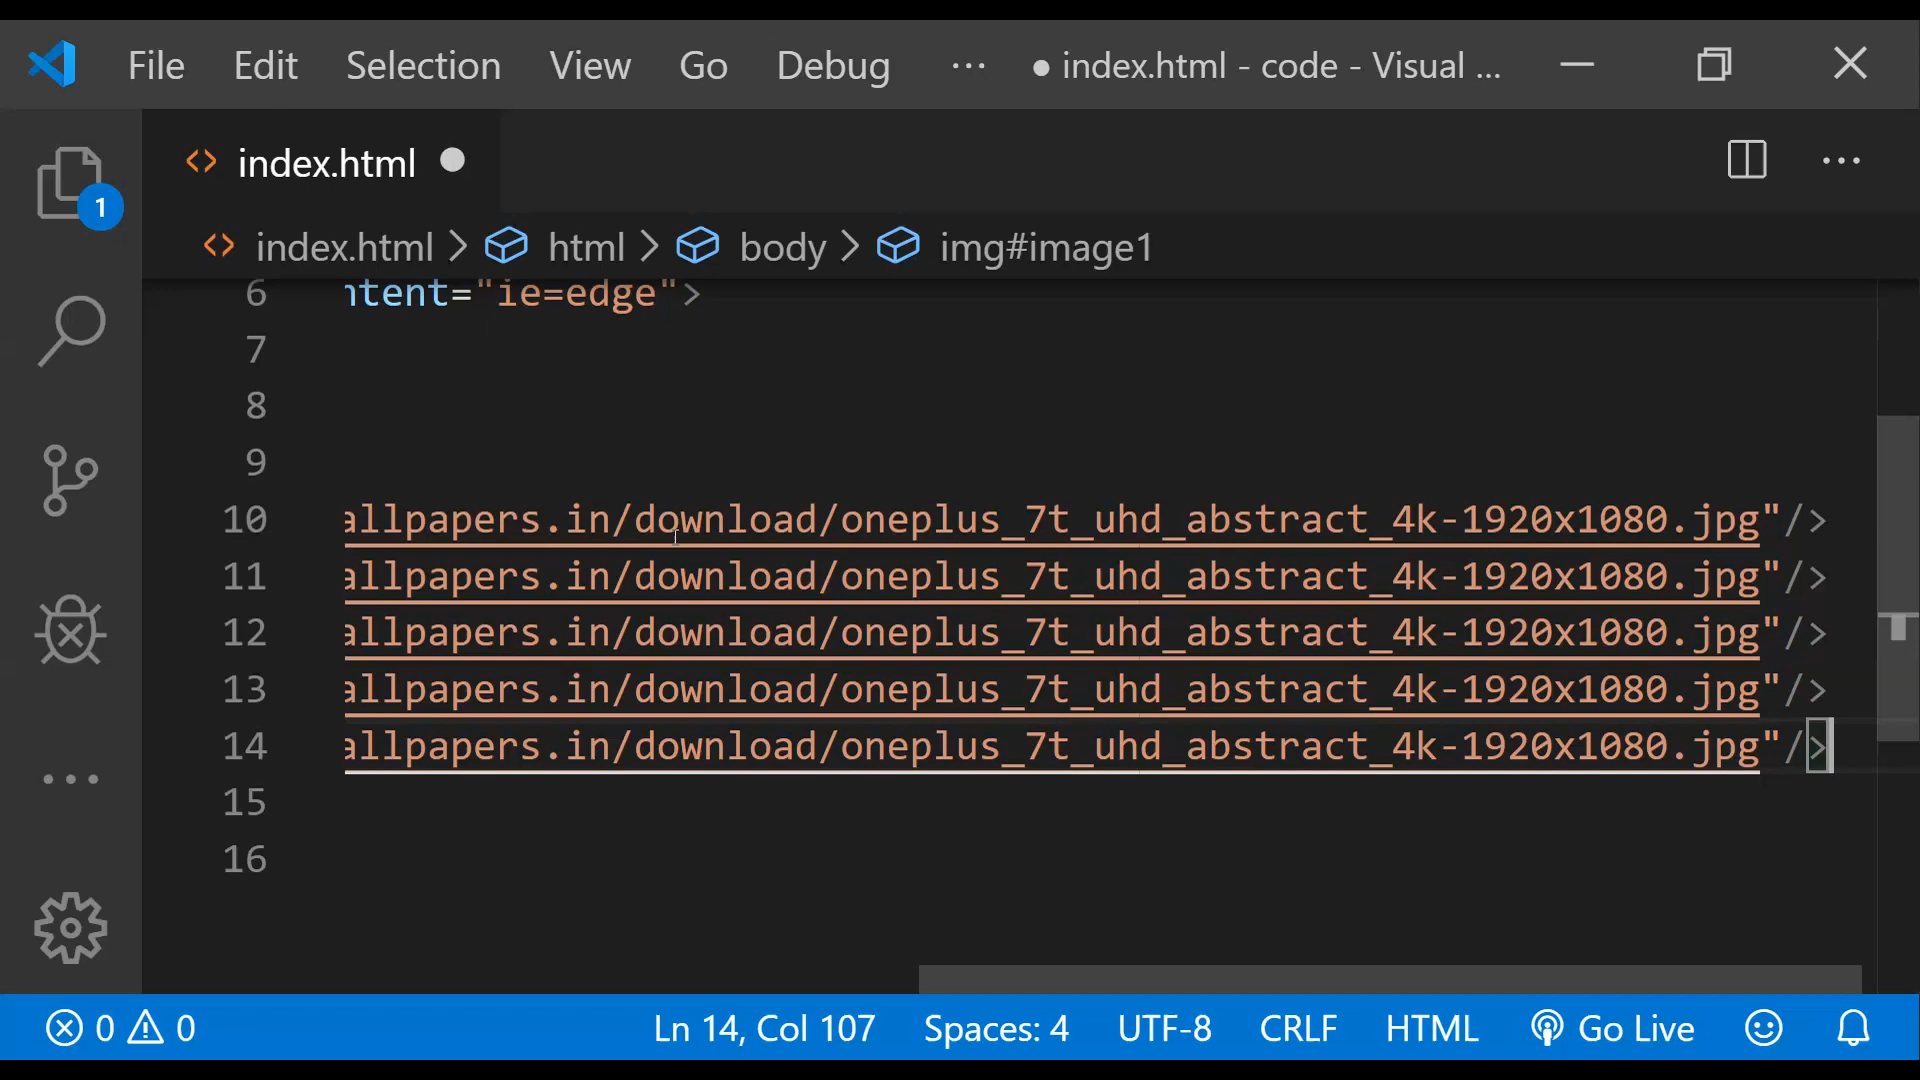 File Edit Selection View Go Debug ··· ● index.html - code - Visual ...
index.html ●
1
index.html > html > body > img#image1
6 ntent="ie=edge">
7
8
9
10 allpapers.in/download/oneplus_7t_uhd_abstract_4k-1920x1080.jpg"/>
11 allpapers.in/download/oneplus_7t_uhd_abstract_4k-1920x1080.jpg"/>
12 allpapers.in/download/oneplus_7t_uhd_abstract_4k-1920x1080.jpg"/>
13 allpapers.in/download/oneplus_7t_uhd_abstract_4k-1920x1080.jpg"/>
14 allpapers.in/download/oneplus_7t_uhd_abstract_4k-1920x1080.jpg"/>
15
16
0 0 Ln 14, Col 107 Spaces: 4 UTF-8 CRLF HTML Go Live